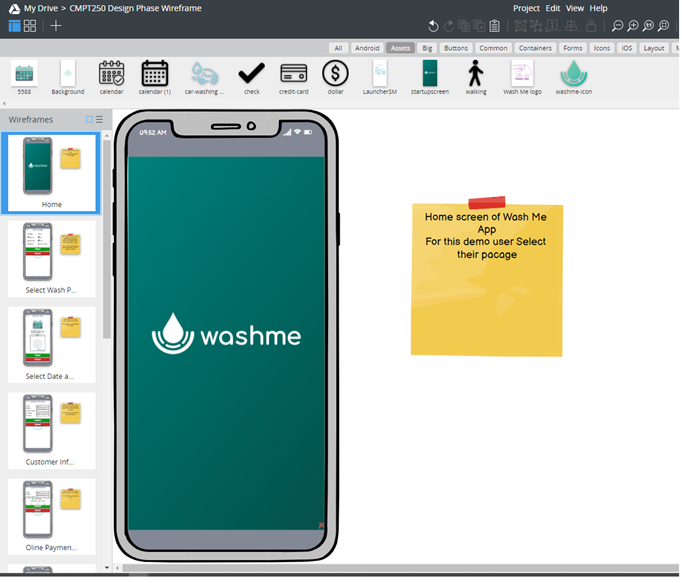 My Drive > CMPT250 Design Phase Wireframe
Project Edit View Help
All Android Assets Big Buttons Common Containers Forms Icons iOS Layout M
5588 Background calendar calendar (1) car-washing ... check credit-card dollar LauncherSM startupscreen walking Wash Me logo washme-icon
Wireframes
washme
Home
Select Wash P...
Select Date a...
Customer Inf...
Oline Paymen...
09:52 AM
washme
Home screen of Wash Me
App
For this demo user Select
their pacage